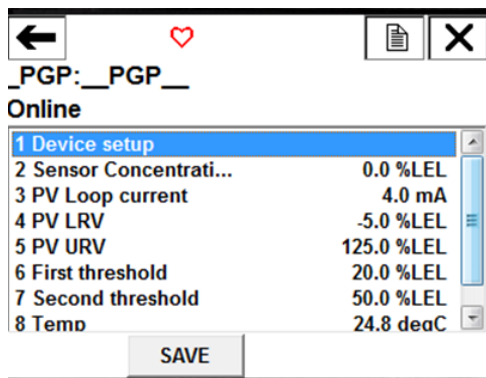 _PGP:__PGP__
Online
1 Device setup
2 Sensor Concentrati... 0.0 %LEL
3 PV Loop current 4.0 mA
4 PV LRV -5.0 %LEL
5 PV URV 125.0 %LEL
6 First threshold 20.0 %LEL
7 Second threshold 50.0 %LEL
8 Temp 24.8 degC
SAVE